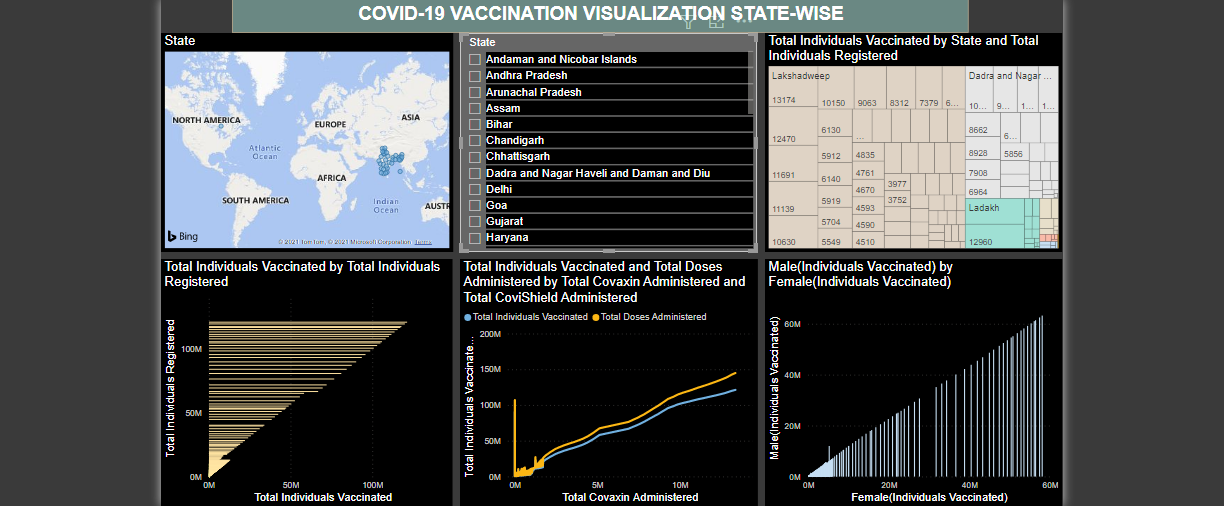 COVID-19 VACCINATION VISUALIZATION STATE-WISE
State
NORTH AMERICA
EUROPE
ASIA
Atlantic
Ocean
AFRICA
SOUTH AMERICA
Indian
Ocean
AUSTR
Bing
© 2021 TomTom, © 2021 Microsoft Corporation Terms
State
Andaman and Nicobar Islands
Andhra Pradesh
Arunachal Pradesh
Assam
Bihar
Chandigarh
Chhattisgarh
Dadra and Nagar Haveli and Daman and Diu
Delhi
Goa
Gujarat
Haryana
Total Individuals Vaccinated by State and Total
Individuals Registered
Lakshadweep
13174
12470
11691
11139
10630
10150
6130
5912
6140
5919
5704
5549
9063
8312
7379
6...
...
4835
4761
4670
4593
4590
4510
3977
3752
Dadra and Nagar ...
10...
9...
1...
1...
8662
8928
7908
6964
6...
5856
Ladakh
12960
Total Individuals Vaccinated by Total Individuals
Registered
Total Individuals Registered
100M
50M
0M
0M
50M
100M
Total Individuals Vaccinated
Total Individuals Vaccinated and Total Doses
Administered by Total Covaxin Administered and
Total CoviShield Administered
Total Individuals Vaccinated
Total Doses Administered
Total Individuals Vaccinate...
200M
150M
100M
50M
0M
0M
5M
10M
Total Covaxin Administered
Male(Individuals Vaccinated) by
Female(Individuals Vaccinated)
Male(Individuals Vaccinated)
60M
40M
20M
0M
0M
20M
40M
60M
Female(Individuals Vaccinated)